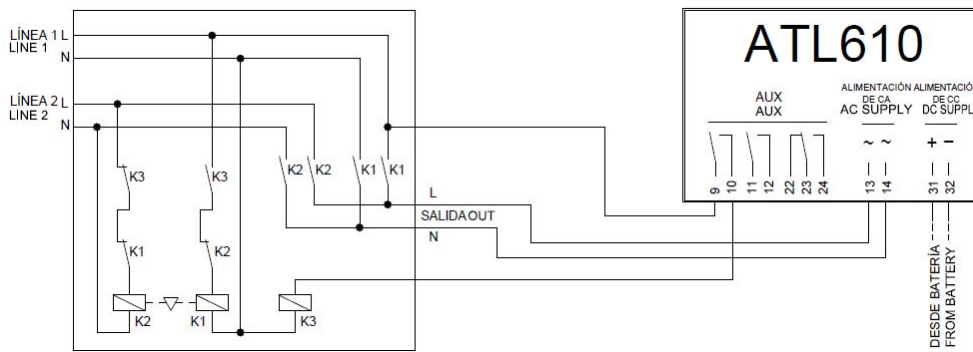 LÍNEA 1 L
LINE 1
N
LÍNEA 2 L
LINE 2
N
K3
K3
K2
K2
K1
K1
K1
K2
K2
K1
K3
L
SALIDA OUT
N
ATL610
AUX
AUX
ALIMENTACIÓN
DE CA
AC SUPPLY
ALIMENTACIÓ
DE CC
DC SUPPL
~ ~
+ −
9
10
11
12
22
23
24
13
14
31
32
DESDE BATERÍA
FROM BATTERY